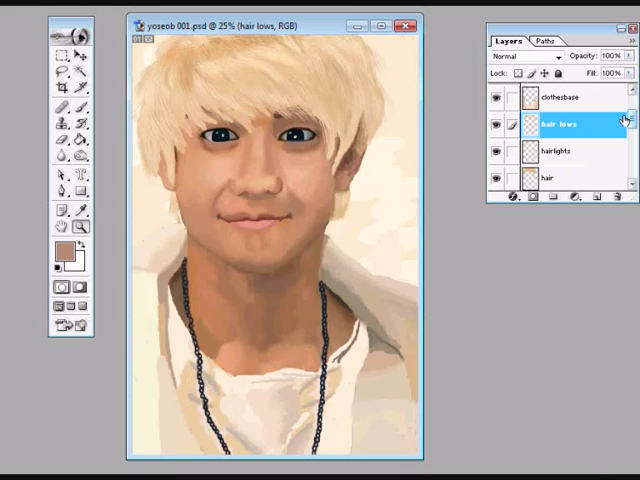 yoseob 001.psd @ 25% (hair lows, RGB)
01
Layers Paths
Normal Opacity: 100%
Lock: Fill: 100%
clothesbase
hair lows
hairlights
hair